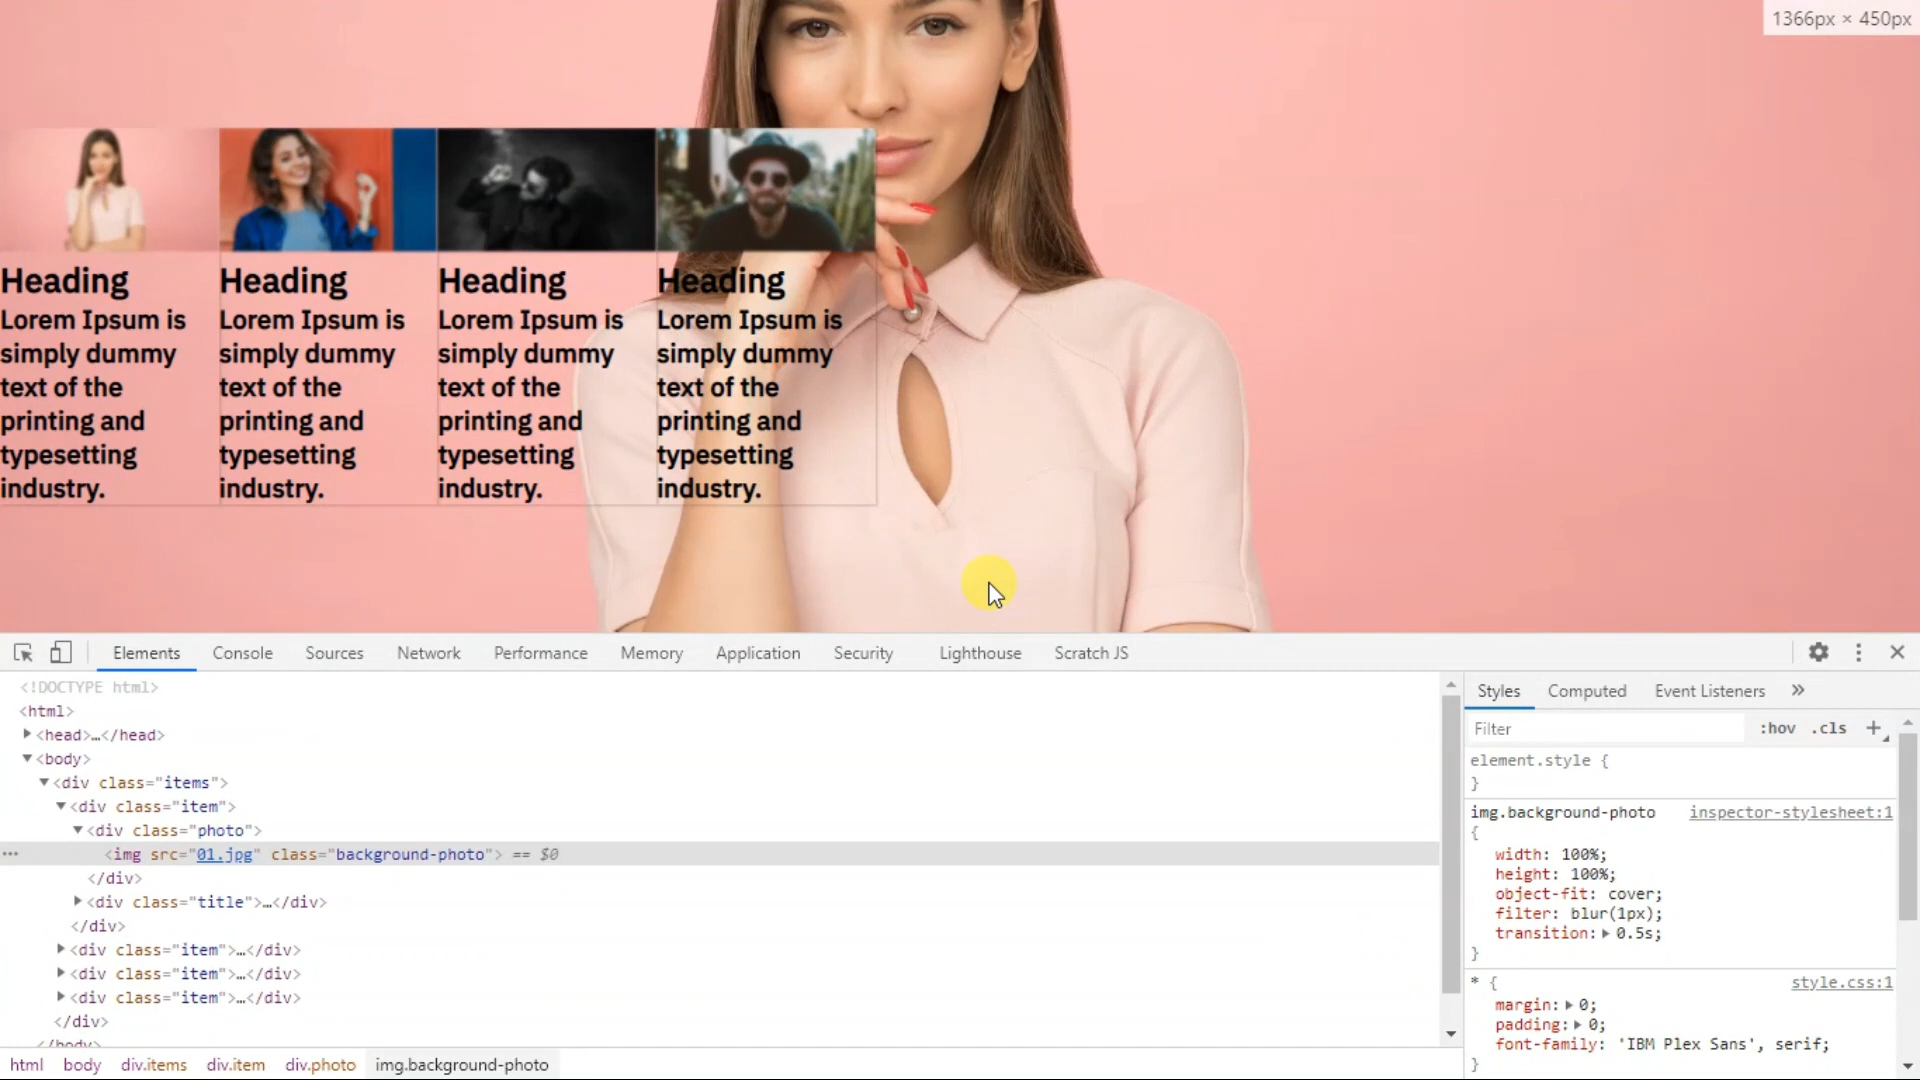 1366px × 450px
Heading Heading Heading Heading
Lorem Ipsum is Lorem Ipsum is Lorem Ipsum is Lorem Ipsum is
simply dummy simply dummy simply dummy simply dummy
text of the text of the text of the text of the
printing and printing and printing and printing and
typesetting typesetting typesetting typesetting
industry. industry. industry. industry.
Elements Console Sources Network Performance Memory Application Security Lighthouse Scratch JS
<!DOCTYPE html>
<html>
<head>…</head>
<body>
<div class="items">
<div class="item">
<div class="photo">
<img src="01.jpg" class="background-photo"> == $0
</div>
<div class="title">…</div>
</div>
<div class="item">…</div>
<div class="item">…</div>
<div class="item">…</div>
</div>
</body>
html body div.items div.item div.photo img.background-photo
Styles Computed Event Listeners »
Filter :hov .cls +
element.style {
}
img.background-photo inspector-stylesheet:1
{
width: 100%;
height: 100%;
object-fit: cover;
filter: blur(1px);
transition: 0.5s;
}
* { style.css:1
margin: 0;
padding: 0;
font-family: 'IBM Plex Sans', serif;
}